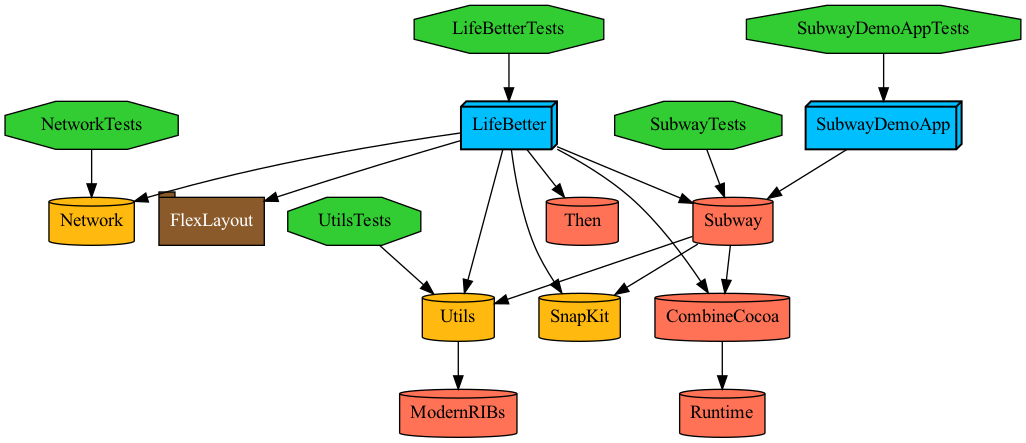 LifeBetterTests
SubwayDemoAppTests
NetworkTests
LifeBetter
SubwayTests
SubwayDemoApp
Network
FlexLayout
UtilsTests
Then
Subway
Utils
SnapKit
CombineCocoa
ModernRIBs
Runtime